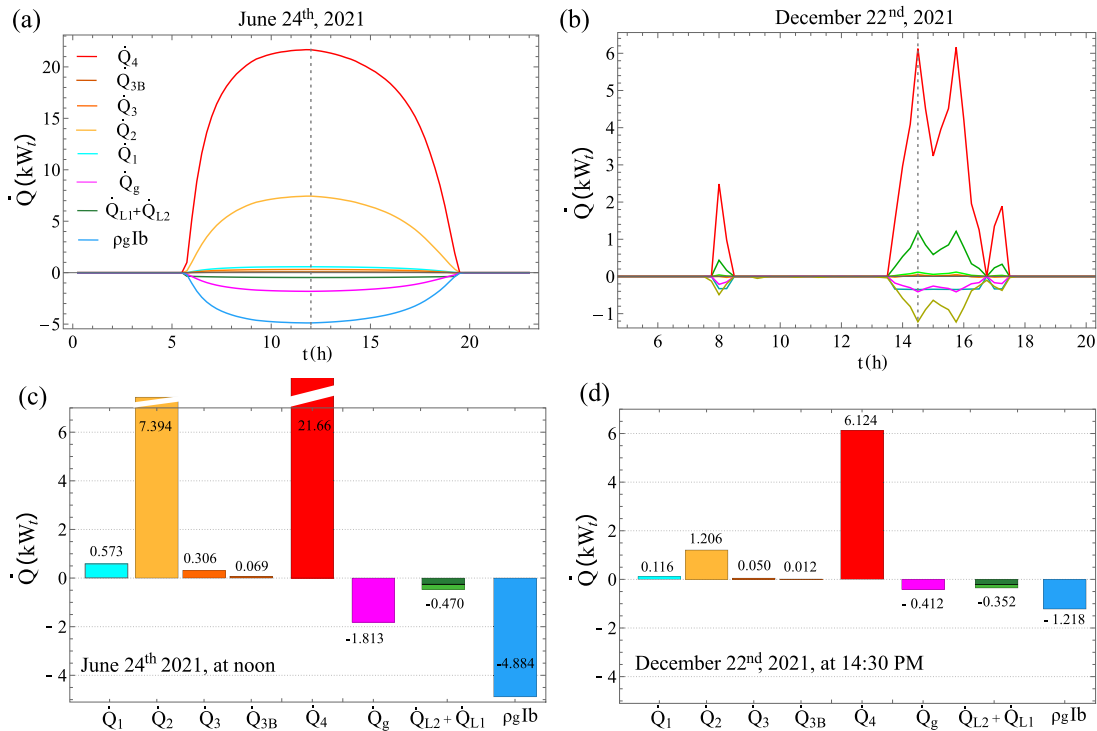 (a)
June 24th, 2021
Q̇ (kWt)
20
15
10
5
0
−5
Q̇4
Q̇3B
Q̇3
Q̇2
Q̇1
Q̇g
Q̇L1+Q̇L2
ρgIb
0 5 10 15 20
t(h)
(b)
December 22nd, 2021
Q̇ (kWt)
6
5
4
3
2
1
0
−1
6 8 10 12 14 16 18 20
t(h)
(c)
Q̇ (kWt)
6
4
2
0
−2
−4
0.573
7.394
0.306
0.069
21.66
-1.813
-0.470
-4.884
June 24th 2021, at noon
Q̇1 Q̇2 Q̇3 Q̇3B Q̇4 Q̇g Q̇L2 + Q̇L1 ρgIb
(d)
Q̇ (kWt)
6
4
2
0
−2
−4
0.116
1.206
0.050
0.012
6.124
- 0.412
-0.352
- 1.218
December 22nd, 2021, at 14:30 PM
Q̇1 Q̇2 Q̇3 Q̇3B Q̇4 Q̇g Q̇L2 + Q̇L1 ρgIb